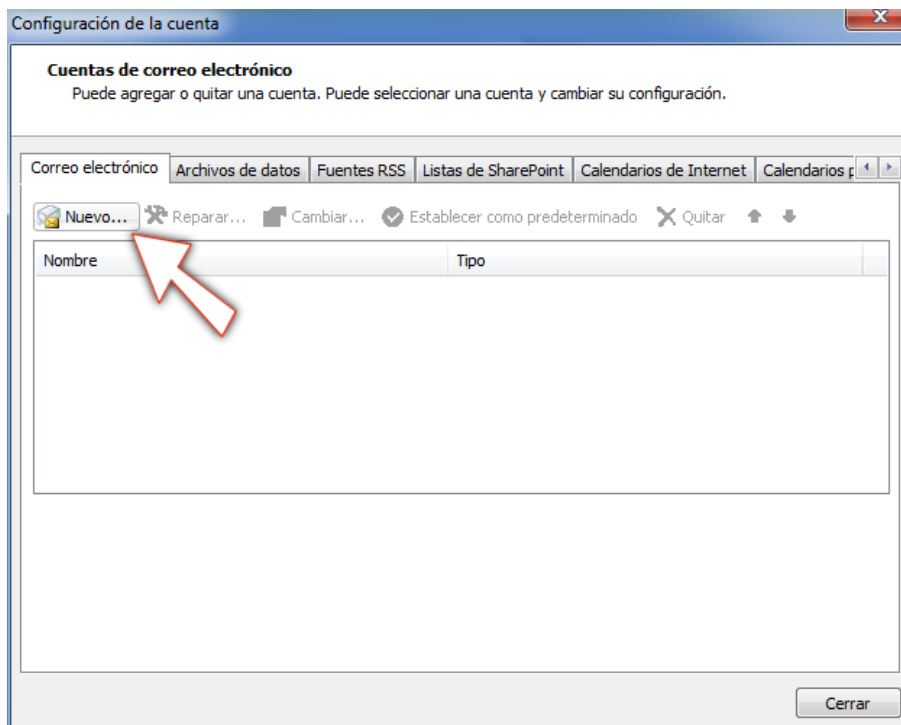 Configuración de la cuenta
Cuentas de correo electrónico
Puede agregar o quitar una cuenta. Puede seleccionar una cuenta y cambiar su configuración.
Correo electrónico Archivos de datos Fuentes RSS Listas de SharePoint Calendarios de Internet Calendarios
Nuevo... Reparar... Cambiar... Establecer como predeterminado Quitar
Nombre Tipo
Cerrar